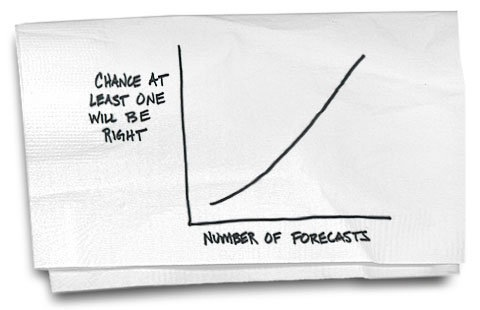 CHANCE AT
LEAST ONE
WILL BE
RIGHT
NUMBER OF FORECASTS